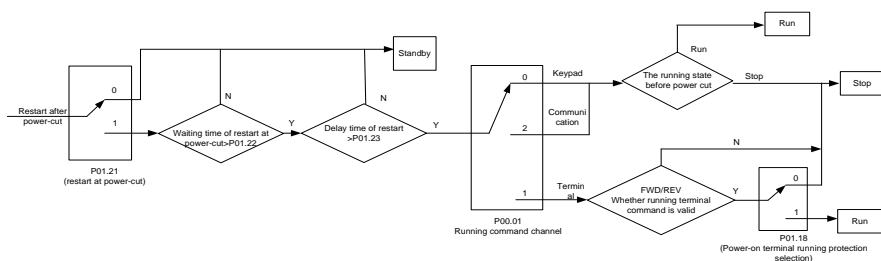 Restart after
power-cut
0
1
P01.21
(restart at power-cut)
N
Waiting time of restart at
power-cut>P01.22
Y
N
Delay time of restart
>P01.23
Y
Standby
0
Keypad
Communi
cation
2
1
Termin
al
P00.01
Running command channel
Run
Run
The running state
before power cut
Stop
Stop
N
FWD/REV
Whether running terminal
command is valid
Y
0
1
Run
P01.18
(Power-on terminal running protection
selection)